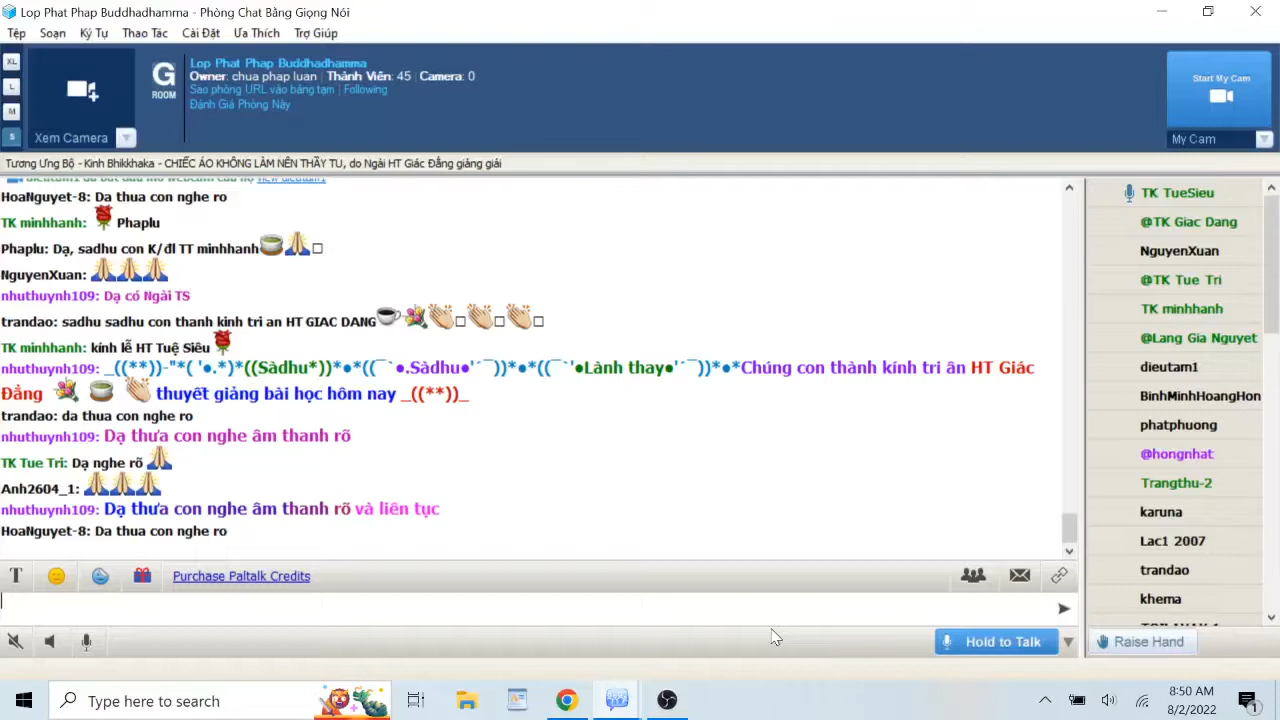 Lop Phat Phap Buddhadhamma - Phòng Chat Bằng Giọng Nói
Tệp Soạn Ký Tự Thao Tác Cài Đặt Ưa Thích Trợ Giúp
XL
L
M
S
Xem Camera
G
ROOM
Lop Phat Phap Buddhadhamma
Owner: chua phap luan | Thành Viên: 45 | Camera: 0
Sao phòng URL vào bảng tạm | Following
Đánh Giá Phòng Này
Start My Cam
My Cam
Tương Ưng Bộ - Kinh Bhikkhaka - CHIẾC ÁO KHÔNG LÀM NÊN THẦY TU, do Ngài HT Giác Đẳng giảng giải
HoaNguyet-8: Da thua con nghe ro
TK minhhanh: Phaplu
Phaplu: Dạ, sadhu con K/đl TT minhhanh
NguyenXuan:
nhuthuynh109: Dạ có Ngài TS
trandao: sadhu sadhu con thanh kinh tri an HT GIAC DANG
TK minhhanh: kính lễ HT Tuệ Siêu
nhuthuynh109: _((**))-"*( '●.*)*((Sàdhu*))*●*((¯`●.Sàdhu●'´¯))*●*((¯`'●Lành thay●'´¯))*●*Chúng con thành kính tri ân HT Giác
Đẳng thuyết giảng bài học hôm nay _((**))_
trandao: da thua con nghe ro
nhuthuynh109: Dạ thưa con nghe âm thanh rõ
TK Tue Tri: Dạ nghe rõ
Anh2604_1:
nhuthuynh109: Dạ thưa con nghe âm thanh rõ và liên tục
HoaNguyet-8: Da thua con nghe ro
TK TueSieu
@TK Giac Dang
NguyenXuan
@TK Tue Tri
TK minhhanh
@Lang Gia Nguyet
dieutam1
BinhMinhHoangHon
phatphuong
@hongnhat
Trangthu-2
karuna
Lac1 2007
trandao
khema
T Purchase Paltalk Credits
Hold to Talk
Raise Hand
Type here to search
8:50 AM
8/2/2022
1